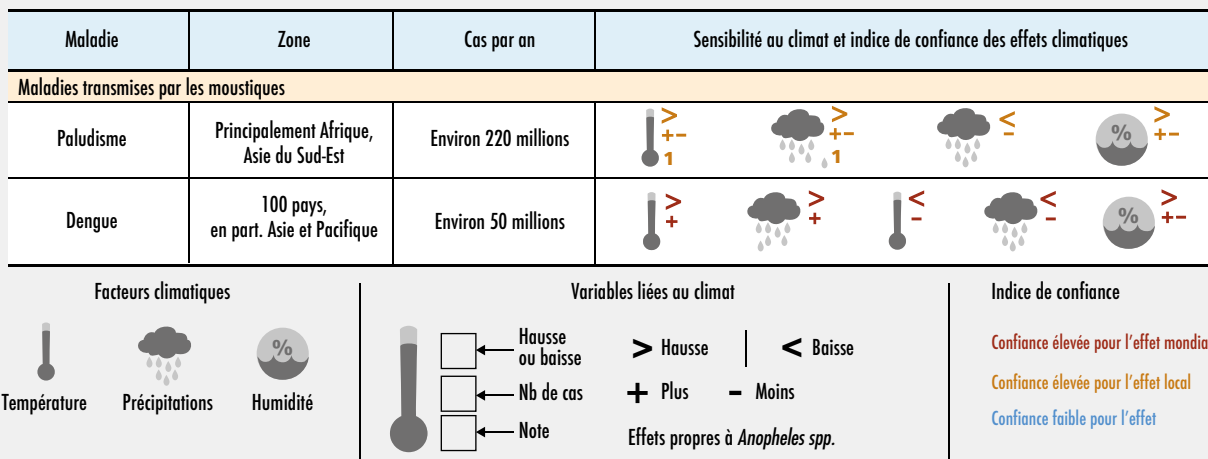 Maladie Zone Cas par an Sensibilité au climat et indice de confiance des effets climatiques
Maladies transmises par les moustiques
Paludisme
Principalement Afrique,
Asie du Sud-Est
Environ 220 millions
>
+-
1
>
+-
1
<
-
%
>
+-
Dengue
100 pays,
en part. Asie et Pacifique
Environ 50 millions
>
+
>
+
<
-
<
-
%
>
+-
Facteurs climatiques
%
Température Précipitations Humidité
Variables liées au climat
Hausse
ou baisse
> Hausse < Baisse
Nb de cas
+ Plus - Moins
Note
Effets propres à Anopheles spp.
Indice de confiance
Confiance élevée pour l'effet mondia
Confiance élevée pour l'effet local
Confiance faible pour l'effet